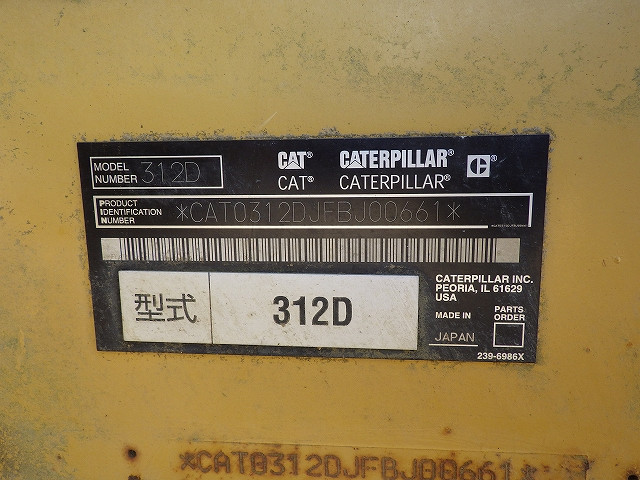 MODEL NUMBER 312D
CAT® CATERPILLAR®
CAT® CATERPILLAR®
PRODUCT IDENTIFICATION NUMBER *CAT0312DJFBJ00661*
*CAT0312DJFBJ00661*
型式 312D
CATERPILLAR INC.
PEORIA, IL 61629
USA
MADE IN JAPAN
PARTS ORDER
239-6986X
*CAT0312DJFBJ00661*